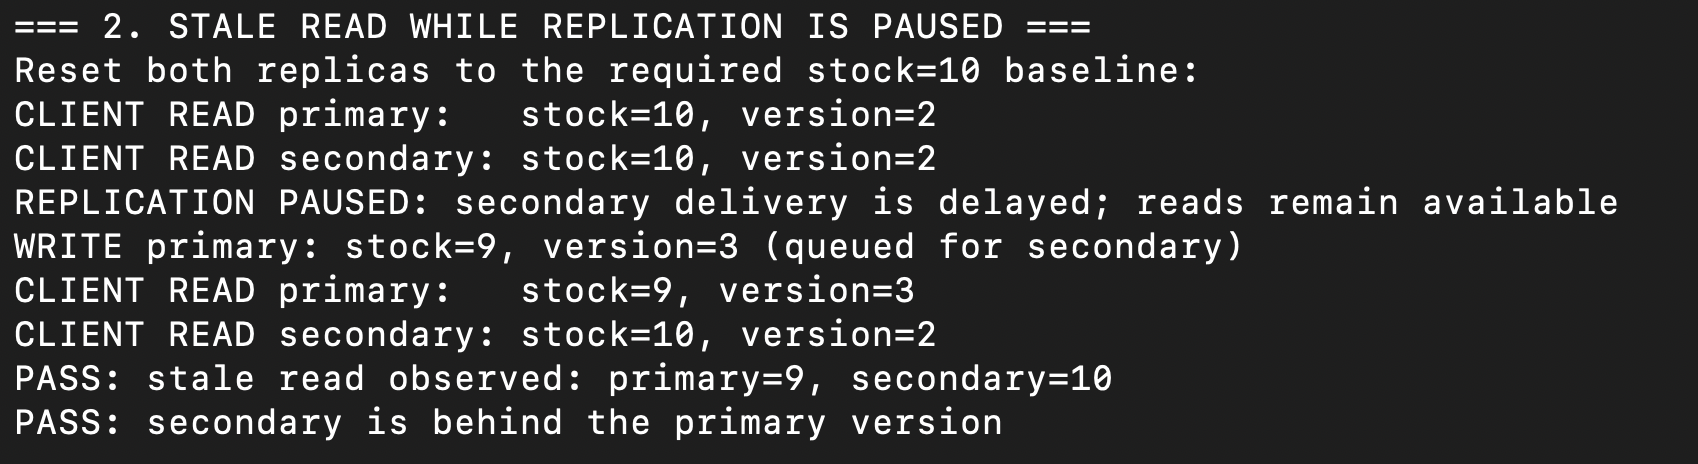 === 2. STALE READ WHILE REPLICATION IS PAUSED ===
Reset both replicas to the required stock=10 baseline:
CLIENT READ primary:   stock=10, version=2
CLIENT READ secondary: stock=10, version=2
REPLICATION PAUSED: secondary delivery is delayed; reads remain available
WRITE primary: stock=9, version=3 (queued for secondary)
CLIENT READ primary:   stock=9, version=3
CLIENT READ secondary: stock=10, version=2
PASS: stale read observed: primary=9, secondary=10
PASS: secondary is behind the primary version